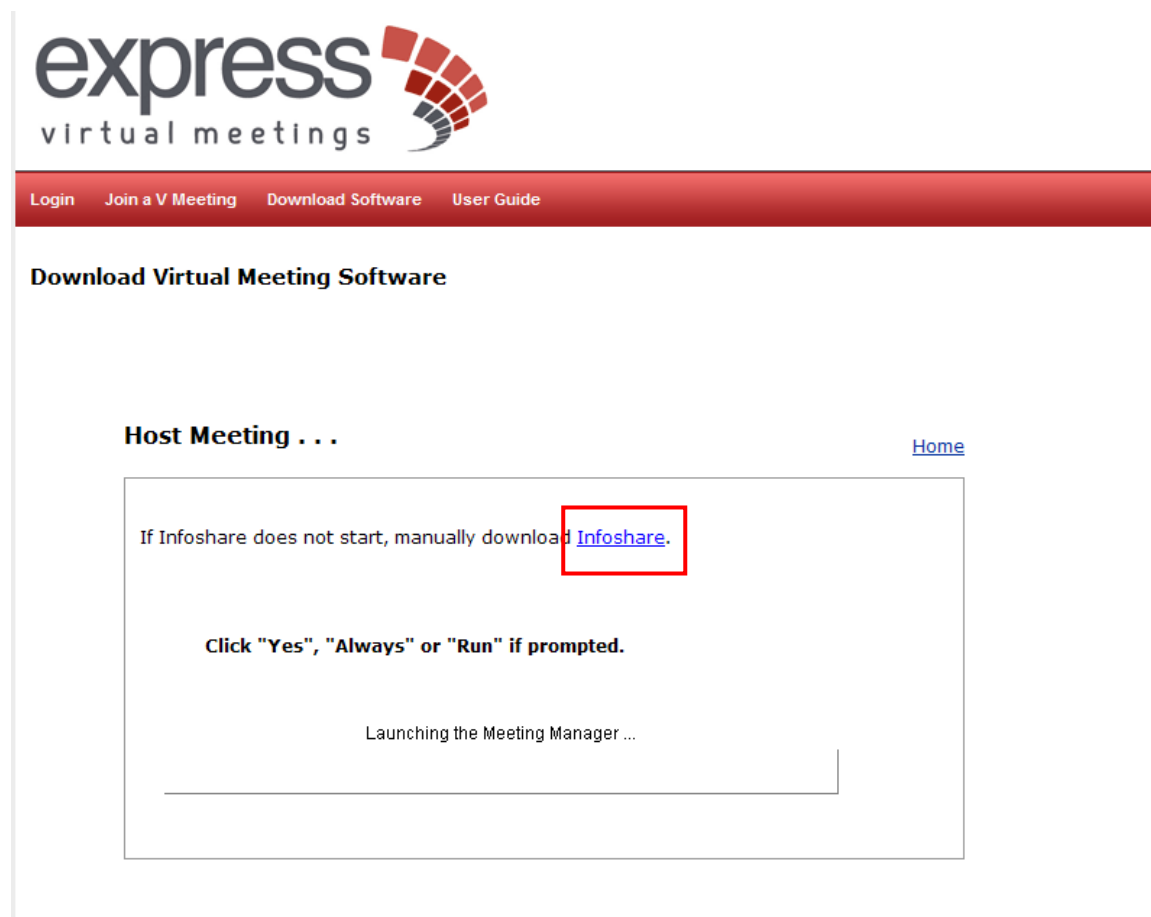 express
virtual meetings
Login Join a V Meeting Download Software User Guide
Download Virtual Meeting Software
Host Meeting . . .
Home
If Infoshare does not start, manually download Infoshare.
Click "Yes", "Always" or "Run" if prompted.
Launching the Meeting Manager ...